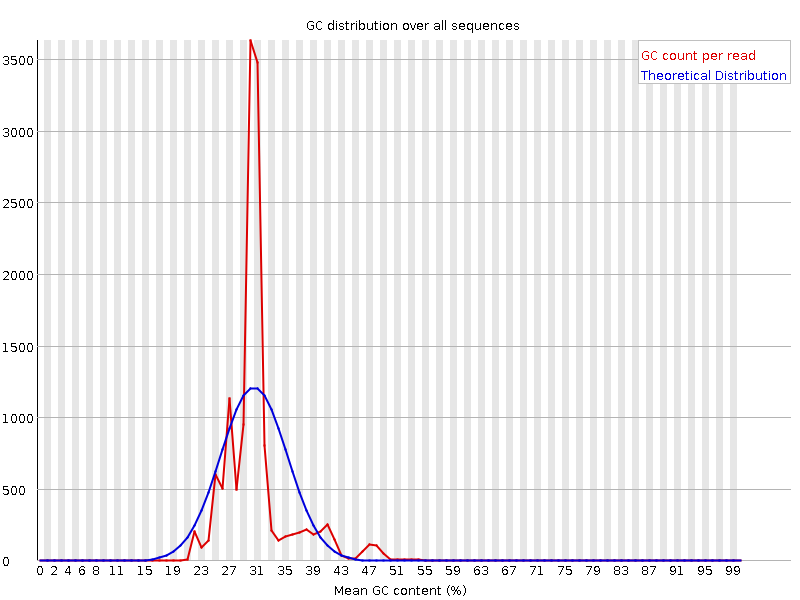 GC distribution over all sequences
GC count per read
Theoretical Distribution
3500
3000
2500
2000
1500
1000
500
0
0 2 4 6 8 11 15 19 23 27 31 35 39 43 47 51 55 59 63 67 71 75 79 83 87 91 95 99
Mean GC content (%)